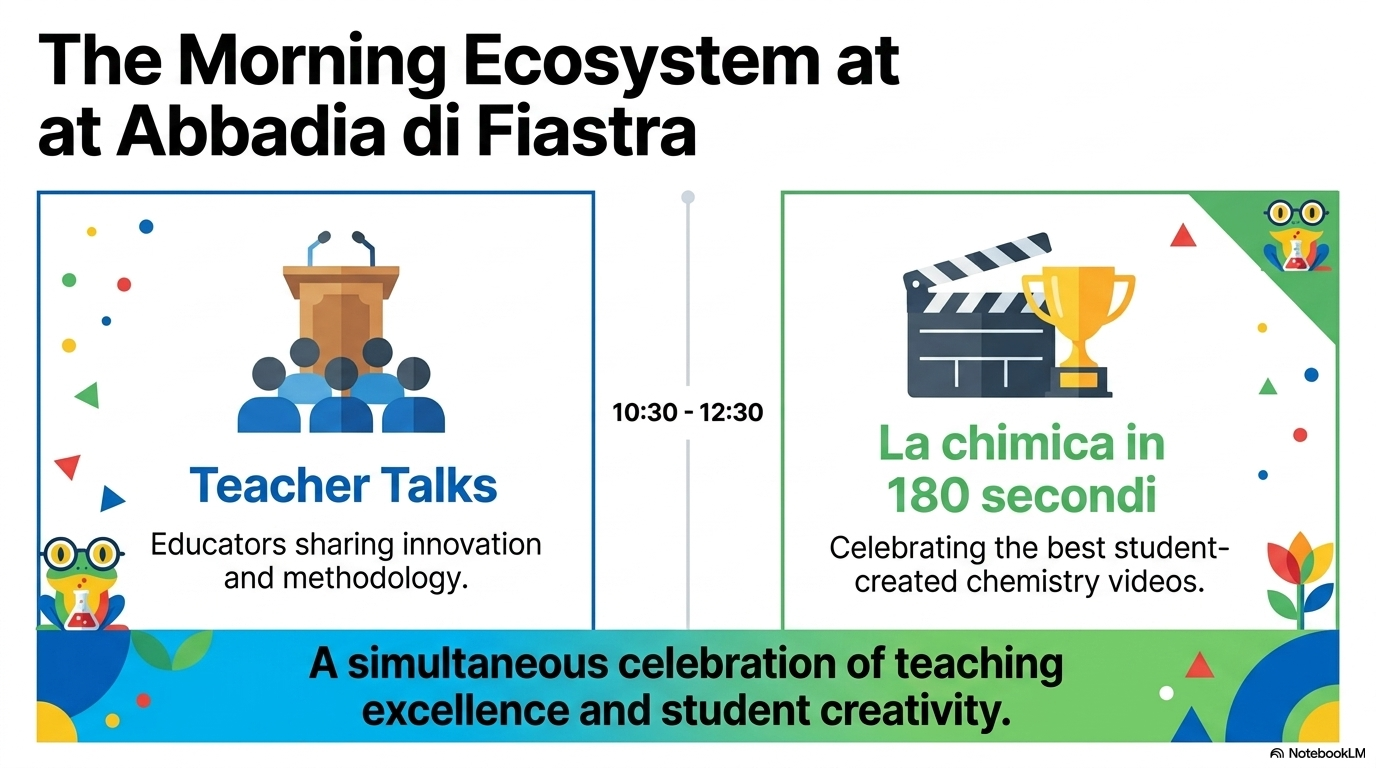 The Morning Ecosystem at
at Abbadia di Fiastra
Teacher Talks
Educators sharing innovation
and methodology.
10:30 - 12:30
La chimica in
180 secondi
Celebrating the best student-
created chemistry videos.
A simultaneous celebration of teaching
excellence and student creativity.
NotebookLM